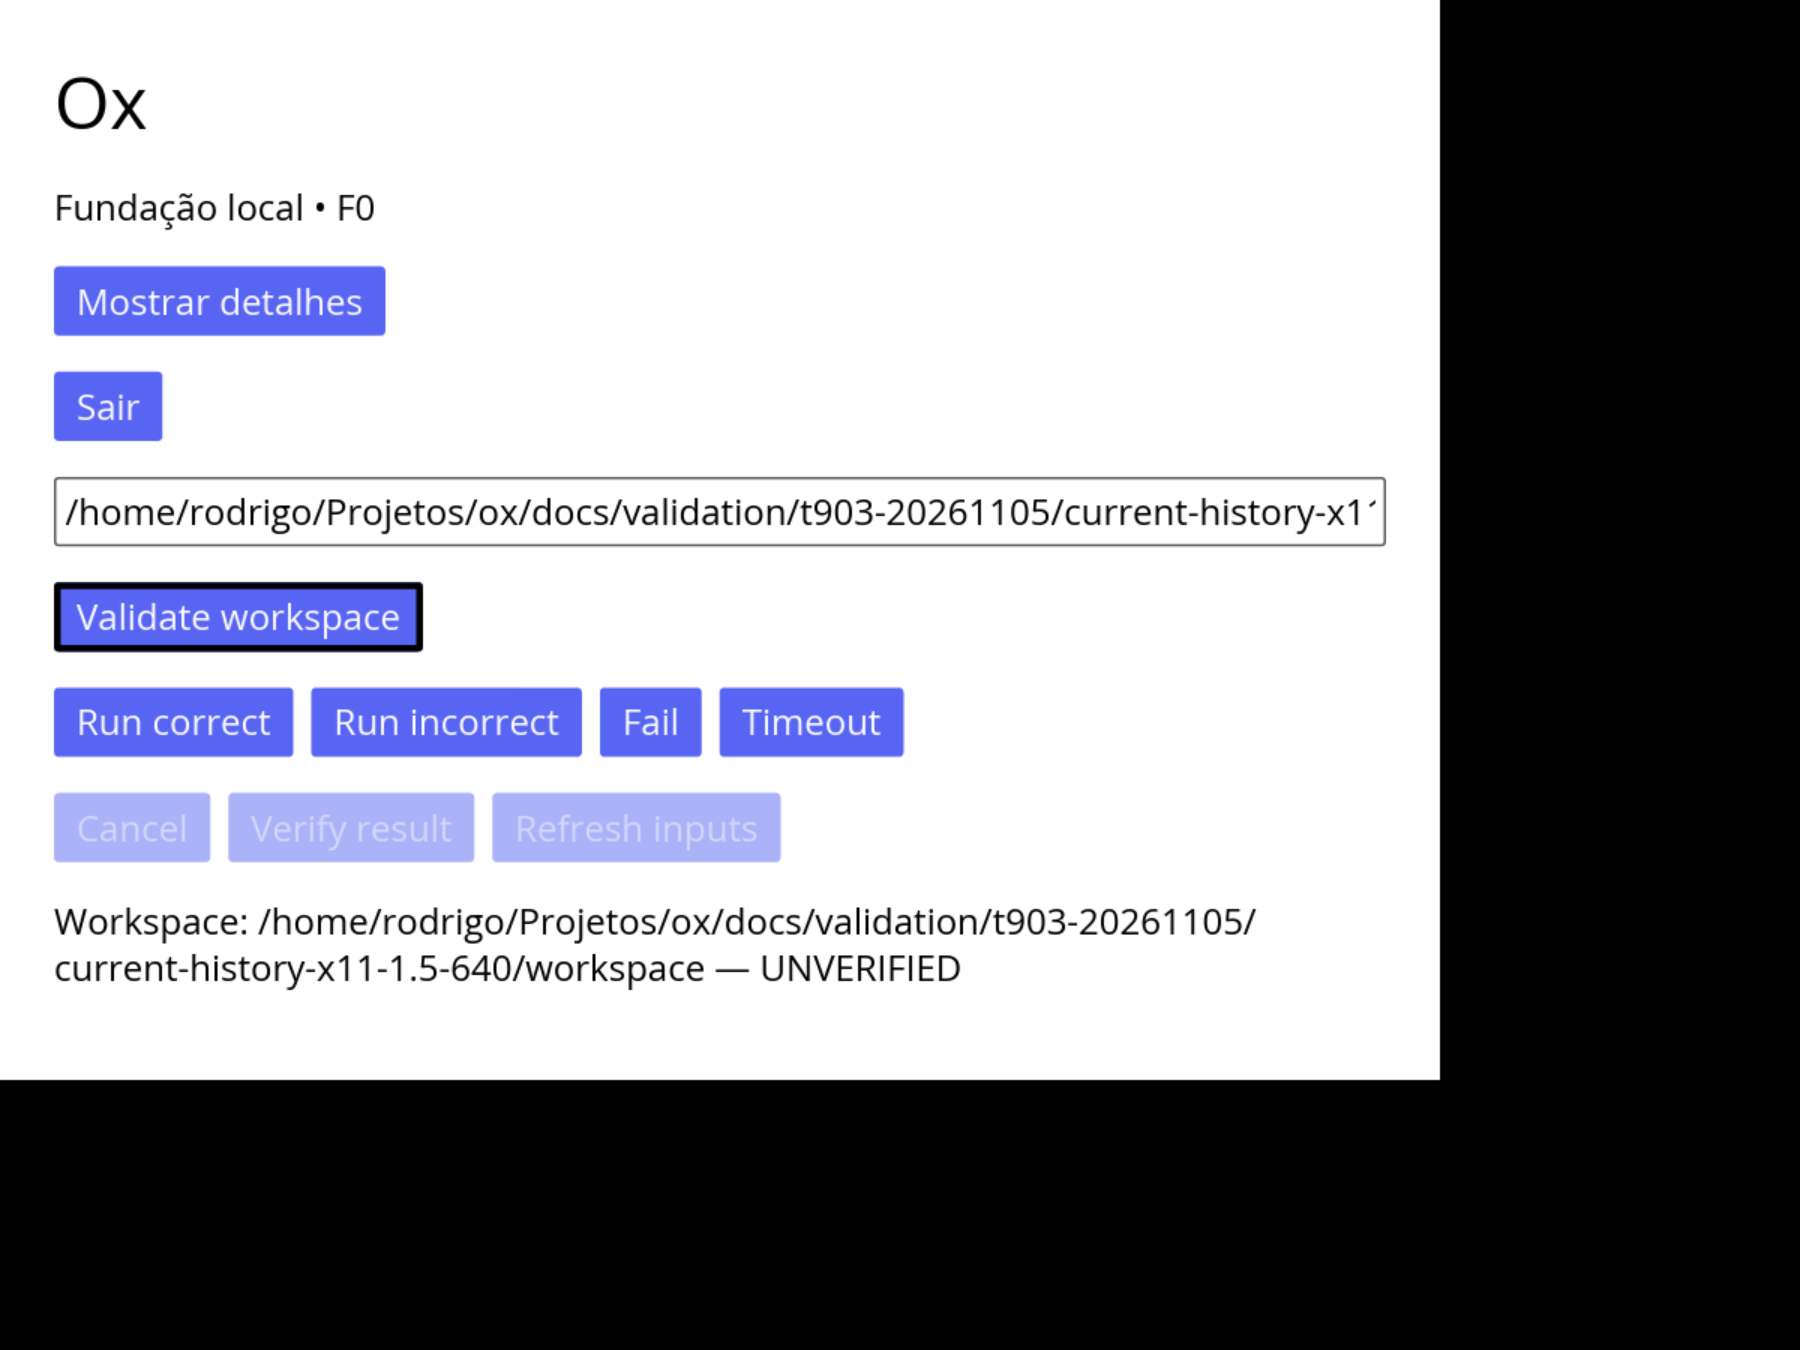 Ox
Fundação local • F0
Mostrar detalhes
Sair
/home/rodrigo/Projetos/ox/docs/validation/t903-20261105/current-history-x11
Validate workspace
Run correct Run incorrect Fail Timeout
Cancel Verify result Refresh inputs
Workspace: /home/rodrigo/Projetos/ox/docs/validation/t903-20261105/
current-history-x11-1.5-640/workspace — UNVERIFIED